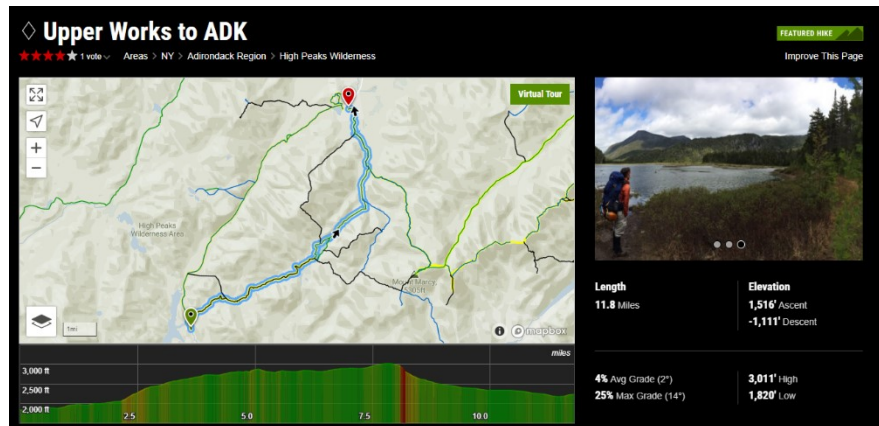 Upper Works to ADK
FEATURED HIKE
1 vote
Areas > NY > Adirondack Region > High Peaks Wilderness
Improve This Page
Virtual Tour
+
−
High Peaks
Wilderness Area
Mount Marcy
1mi
mapbox
miles
3,000 ft
2,500 ft
2,000 ft
2.5
5.0
7.5
10.0
Length
11.8 Miles
Elevation
1,516' Ascent
-1,111' Descent
4% Avg Grade (2°)
25% Max Grade (14°)
3,011' High
1,820' Low